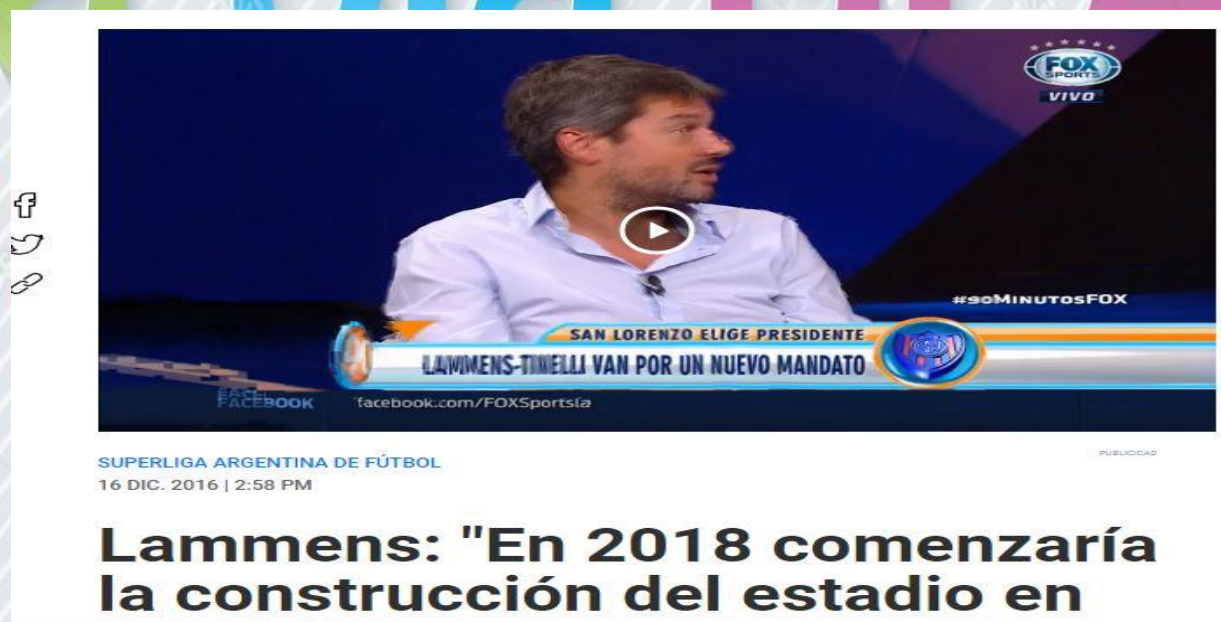 FOX
SPORTS
VIVO
#90MINUTOSFOX
SAN LORENZO ELIGE PRESIDENTE
LAMMENS-TINELLI VAN POR UN NUEVO MANDATO
FACEBOOK facebook.com/FOXSportsla
PUBLICIDAD
SUPERLIGA ARGENTINA DE FÚTBOL
16 DIC. 2016 | 2:58 PM
Lammens: "En 2018 comenzaría
la construcción del estadio en